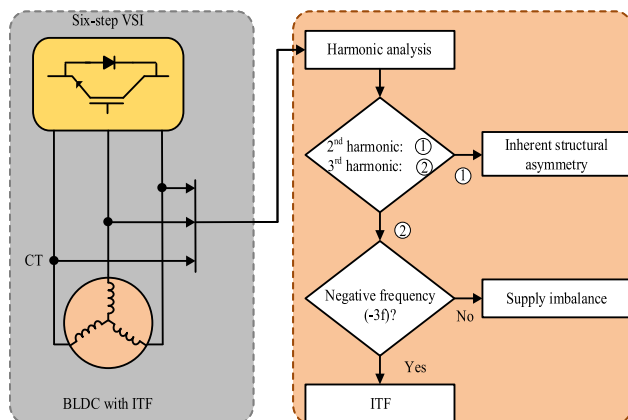 Six-step VSI
CT
BLDC with ITF
Harmonic analysis
2nd harmonic: ①
3rd harmonic: ②
①
Inherent structural
asymmetry
②
Negative frequency
(-3f)?
No
Supply imbalance
Yes
ITF